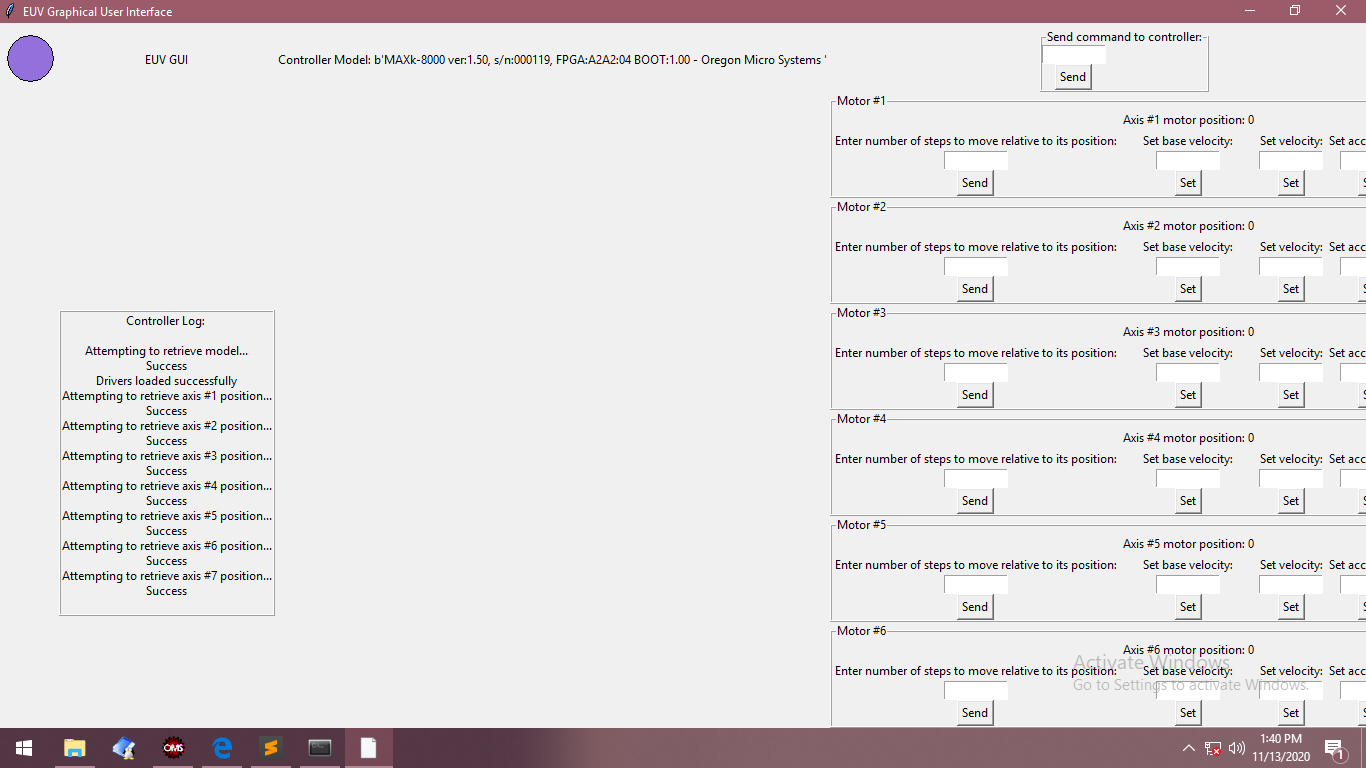 EUV Graphical User Interface
EUV GUI
Controller Model: b'MAXk-8000 ver:1.50, s/n:000119, FPGA:A2A2:04 BOOT:1.00 - Oregon Micro Systems '
Send command to controller:
Send
Motor #1
Axis #1 motor position: 0
Enter number of steps to move relative to its position: Set base velocity: Set velocity: Set acc
Send Set Set S
Motor #2
Axis #2 motor position: 0
Enter number of steps to move relative to its position: Set base velocity: Set velocity: Set acc
Send Set Set S
Motor #3
Axis #3 motor position: 0
Enter number of steps to move relative to its position: Set base velocity: Set velocity: Set acc
Send Set Set S
Motor #4
Axis #4 motor position: 0
Enter number of steps to move relative to its position: Set base velocity: Set velocity: Set acc
Send Set Set S
Motor #5
Axis #5 motor position: 0
Enter number of steps to move relative to its position: Set base velocity: Set velocity: Set acc
Send Set Set S
Motor #6
Axis #6 motor position: 0
Enter number of steps to move relative to its position: Set base velocity: Set velocity: Set acc
Send Set Set S
Controller Log:
Attempting to retrieve model...
Success
Drivers loaded successfully
Attempting to retrieve axis #1 position...
Success
Attempting to retrieve axis #2 position...
Success
Attempting to retrieve axis #3 position...
Success
Attempting to retrieve axis #4 position...
Success
Attempting to retrieve axis #5 position...
Success
Attempting to retrieve axis #6 position...
Success
Attempting to retrieve axis #7 position...
Success
Activate Windows
Go to Settings to activate Windows.
OMS
1:40 PM
11/13/2020
1